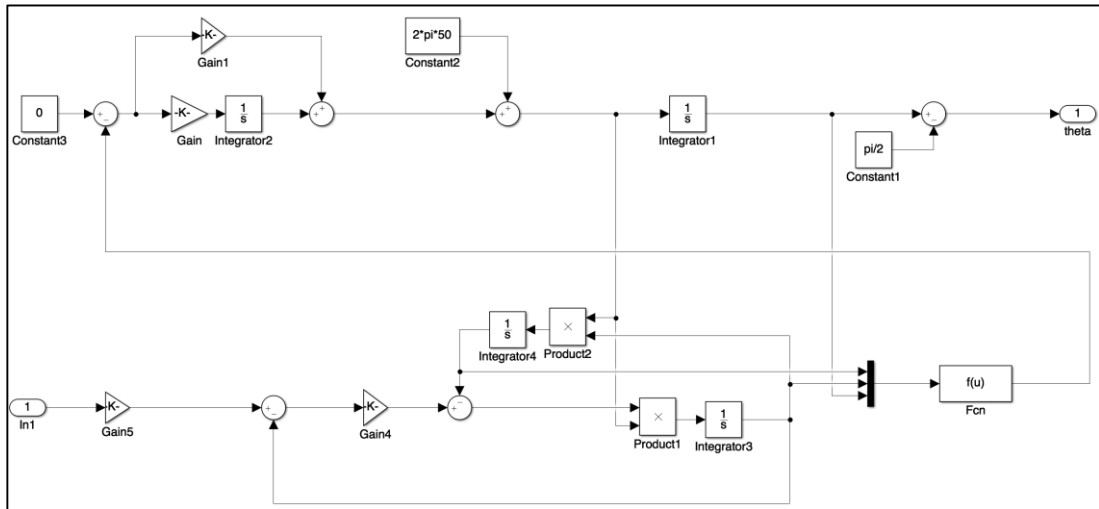 -K-
Gain1
2*pi*50
Constant2
0
Constant3
+
−
-K-
Gain
1
s
Integrator2
+
+
+
+
1
s
Integrator1
pi/2
Constant1
+
−
1
theta
1
s
Integrator4
×
Product2
1
In1
K-
Gain5
+
−
K-
Gain4
−
+
×
Product1
1
s
Integrator3
f(u)
Fcn